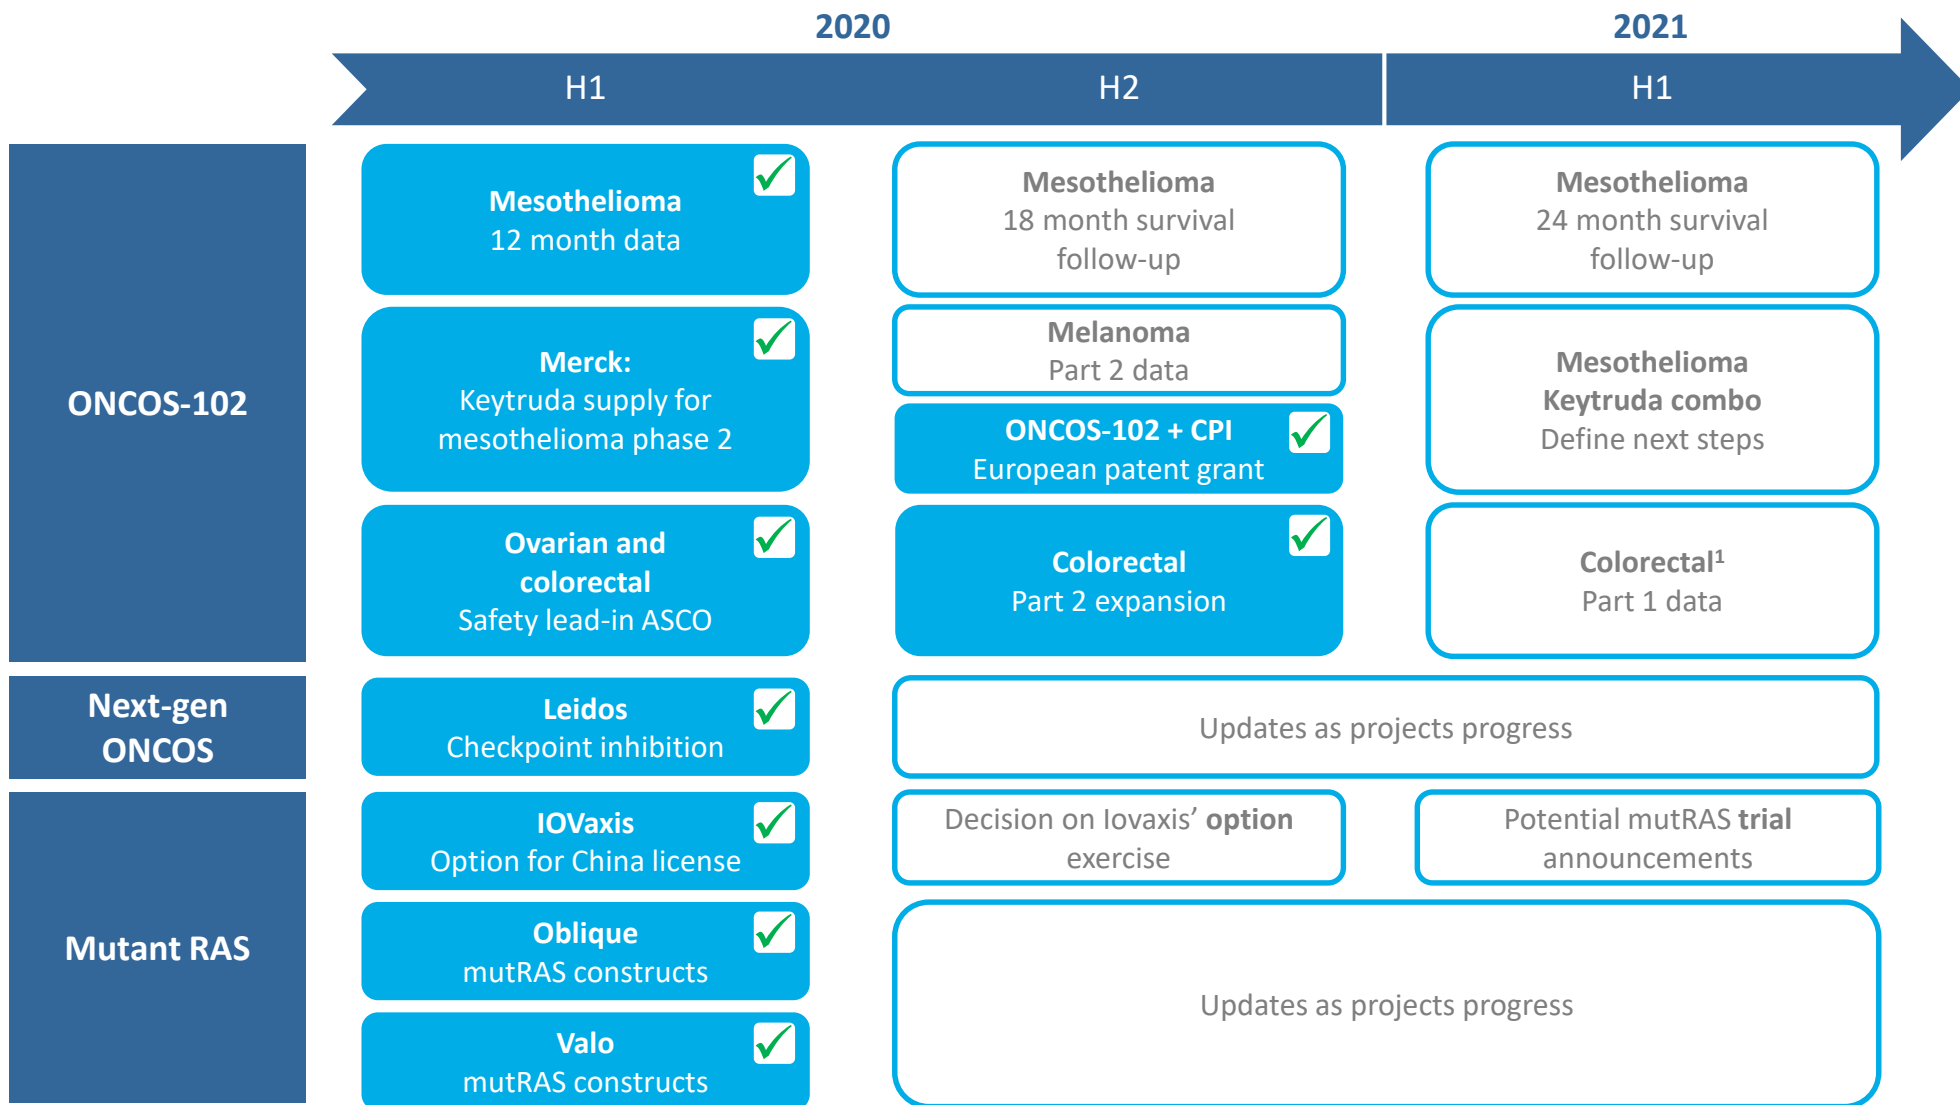 2020
2021
H1
H2
H1
ONCOS-102
Mesothelioma
12 month data
Mesothelioma
18 month survival
follow-up
Mesothelioma
24 month survival
follow-up
Merck:
Keytruda supply for
mesothelioma phase 2
Melanoma
Part 2 data
ONCOS-102 + CPI
European patent grant
Mesothelioma
Keytruda combo
Define next steps
Ovarian and
colorectal
Safety lead-in ASCO
Colorectal
Part 2 expansion
Colorectal¹
Part 1 data
Next-gen
ONCOS
Leidos
Checkpoint inhibition
Updates as projects progress
Mutant RAS
IOVaxis
Option for China license
Decision on Iovaxis’ option
exercise
Potential mutRAS trial
announcements
Oblique
mutRAS constructs
Valo
mutRAS constructs
Updates as projects progress